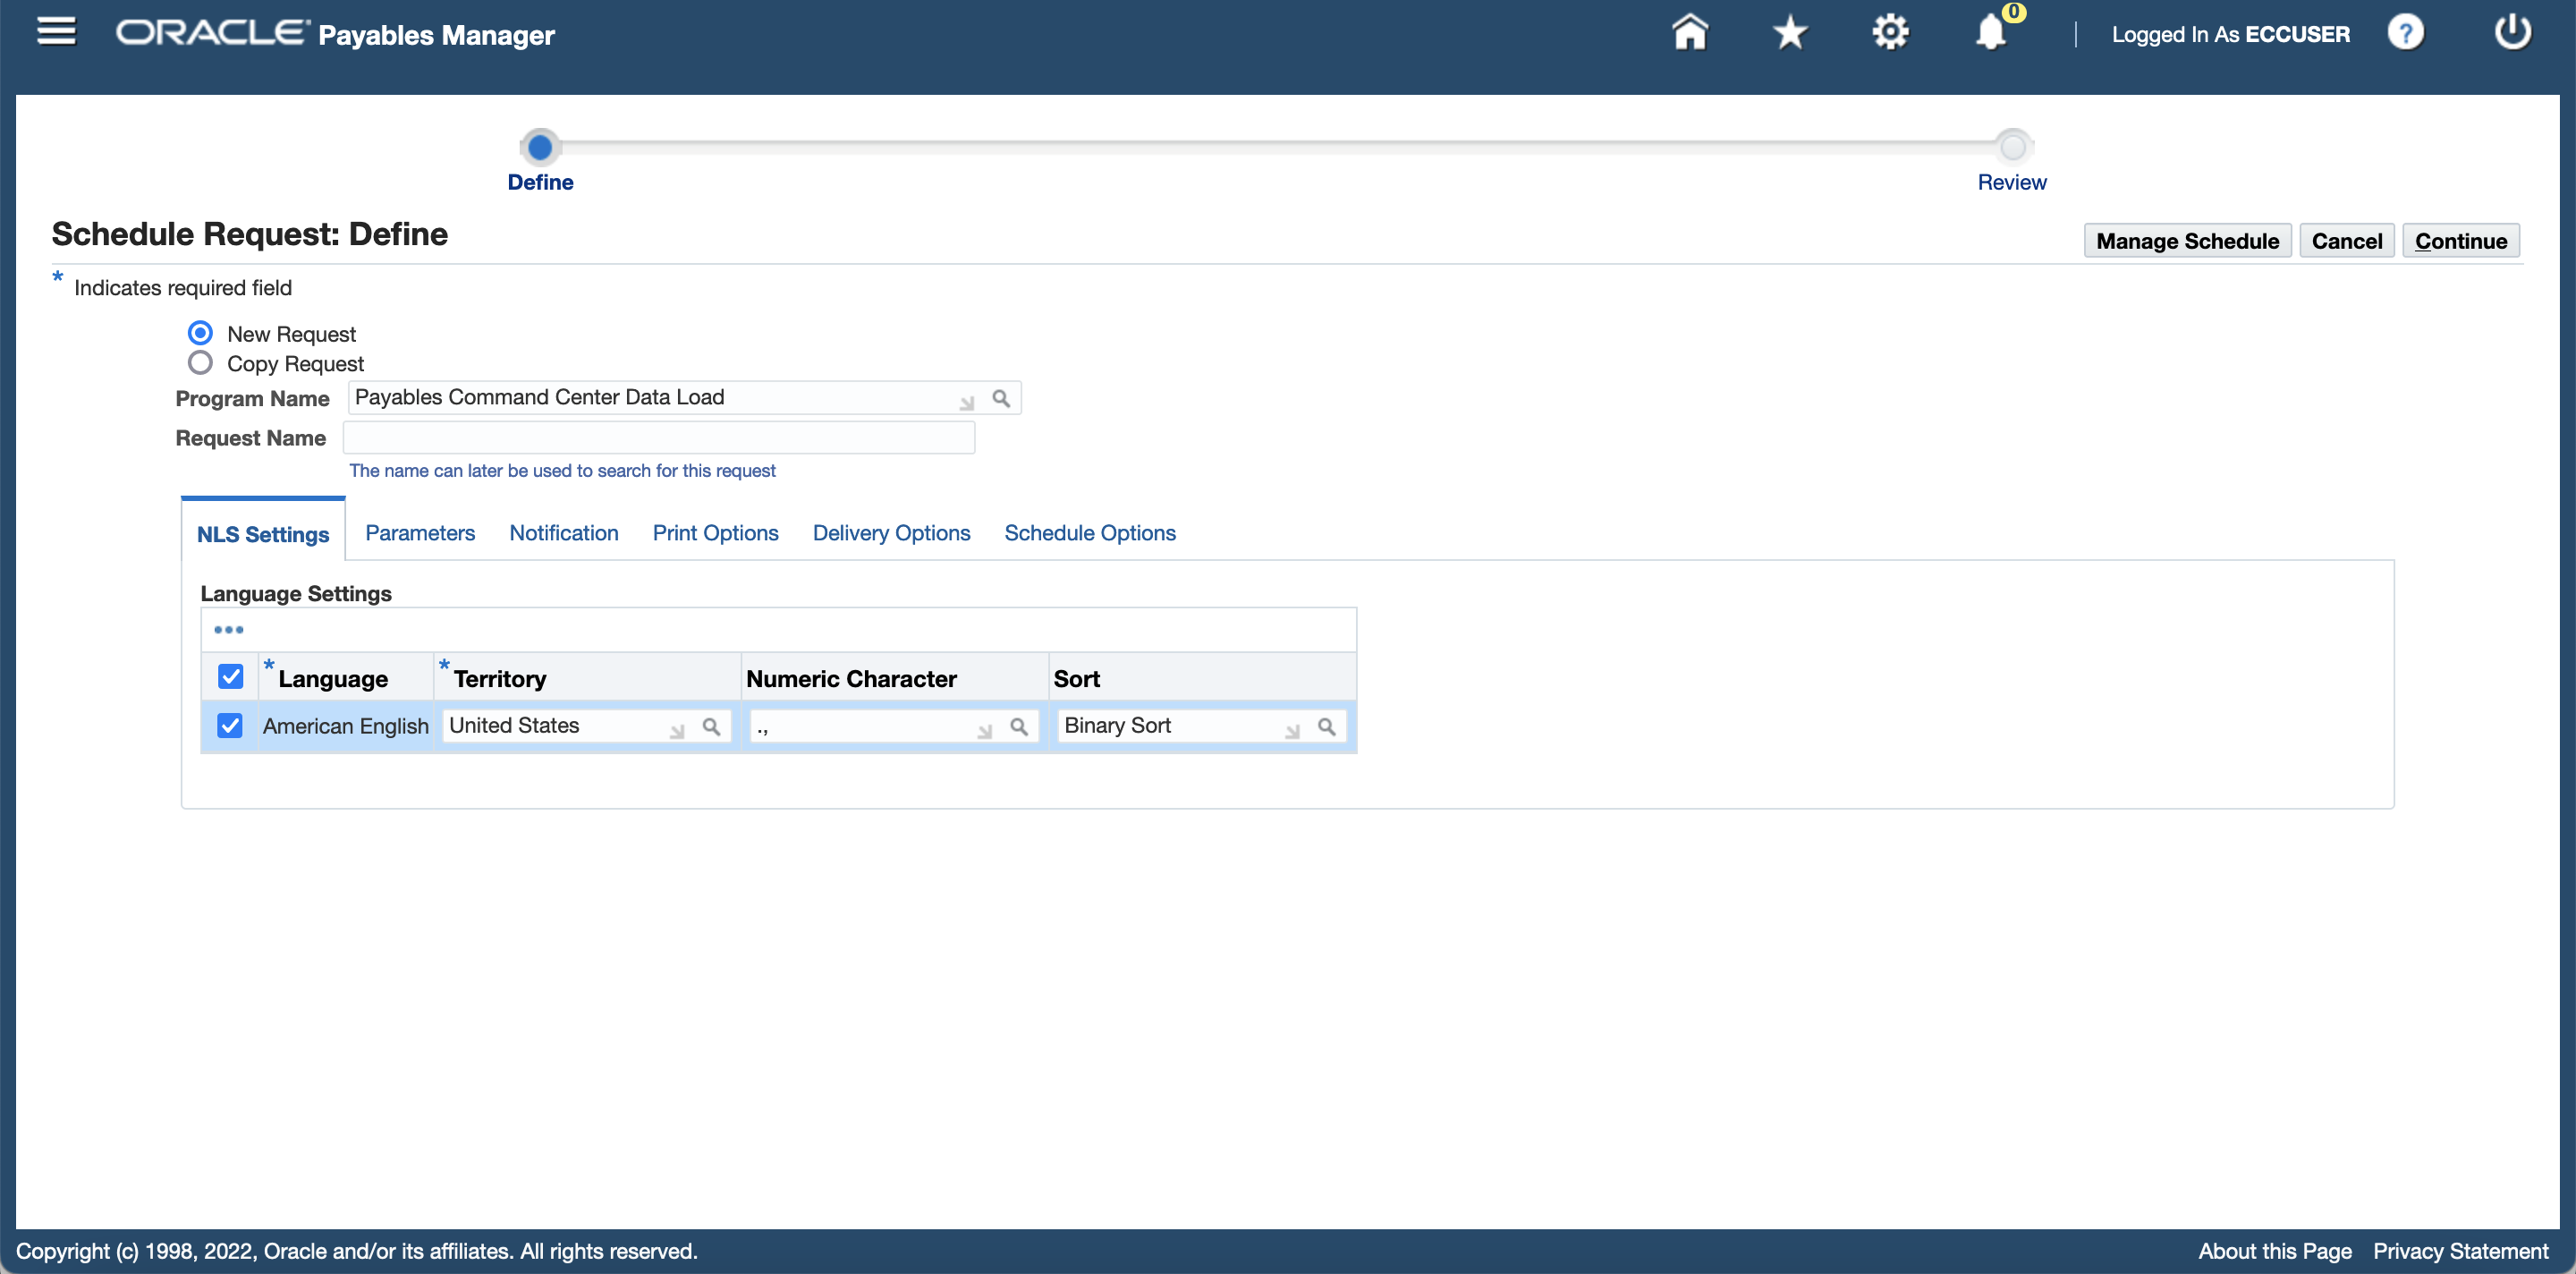 ORACLE Payables Manager
0
Logged In As ECCUSER
?
Define
Review
Schedule Request: Define
Manage Schedule
Cancel
Continue
* Indicates required field
New Request
Copy Request
Program Name Payables Command Center Data Load
Request Name
The name can later be used to search for this request
NLS Settings Parameters Notification Print Options Delivery Options Schedule Options
Language Settings
* Language * Territory Numeric Character Sort
American English United States ., Binary Sort
Copyright (c) 1998, 2022, Oracle and/or its affiliates. All rights reserved.
About this Page Privacy Statement